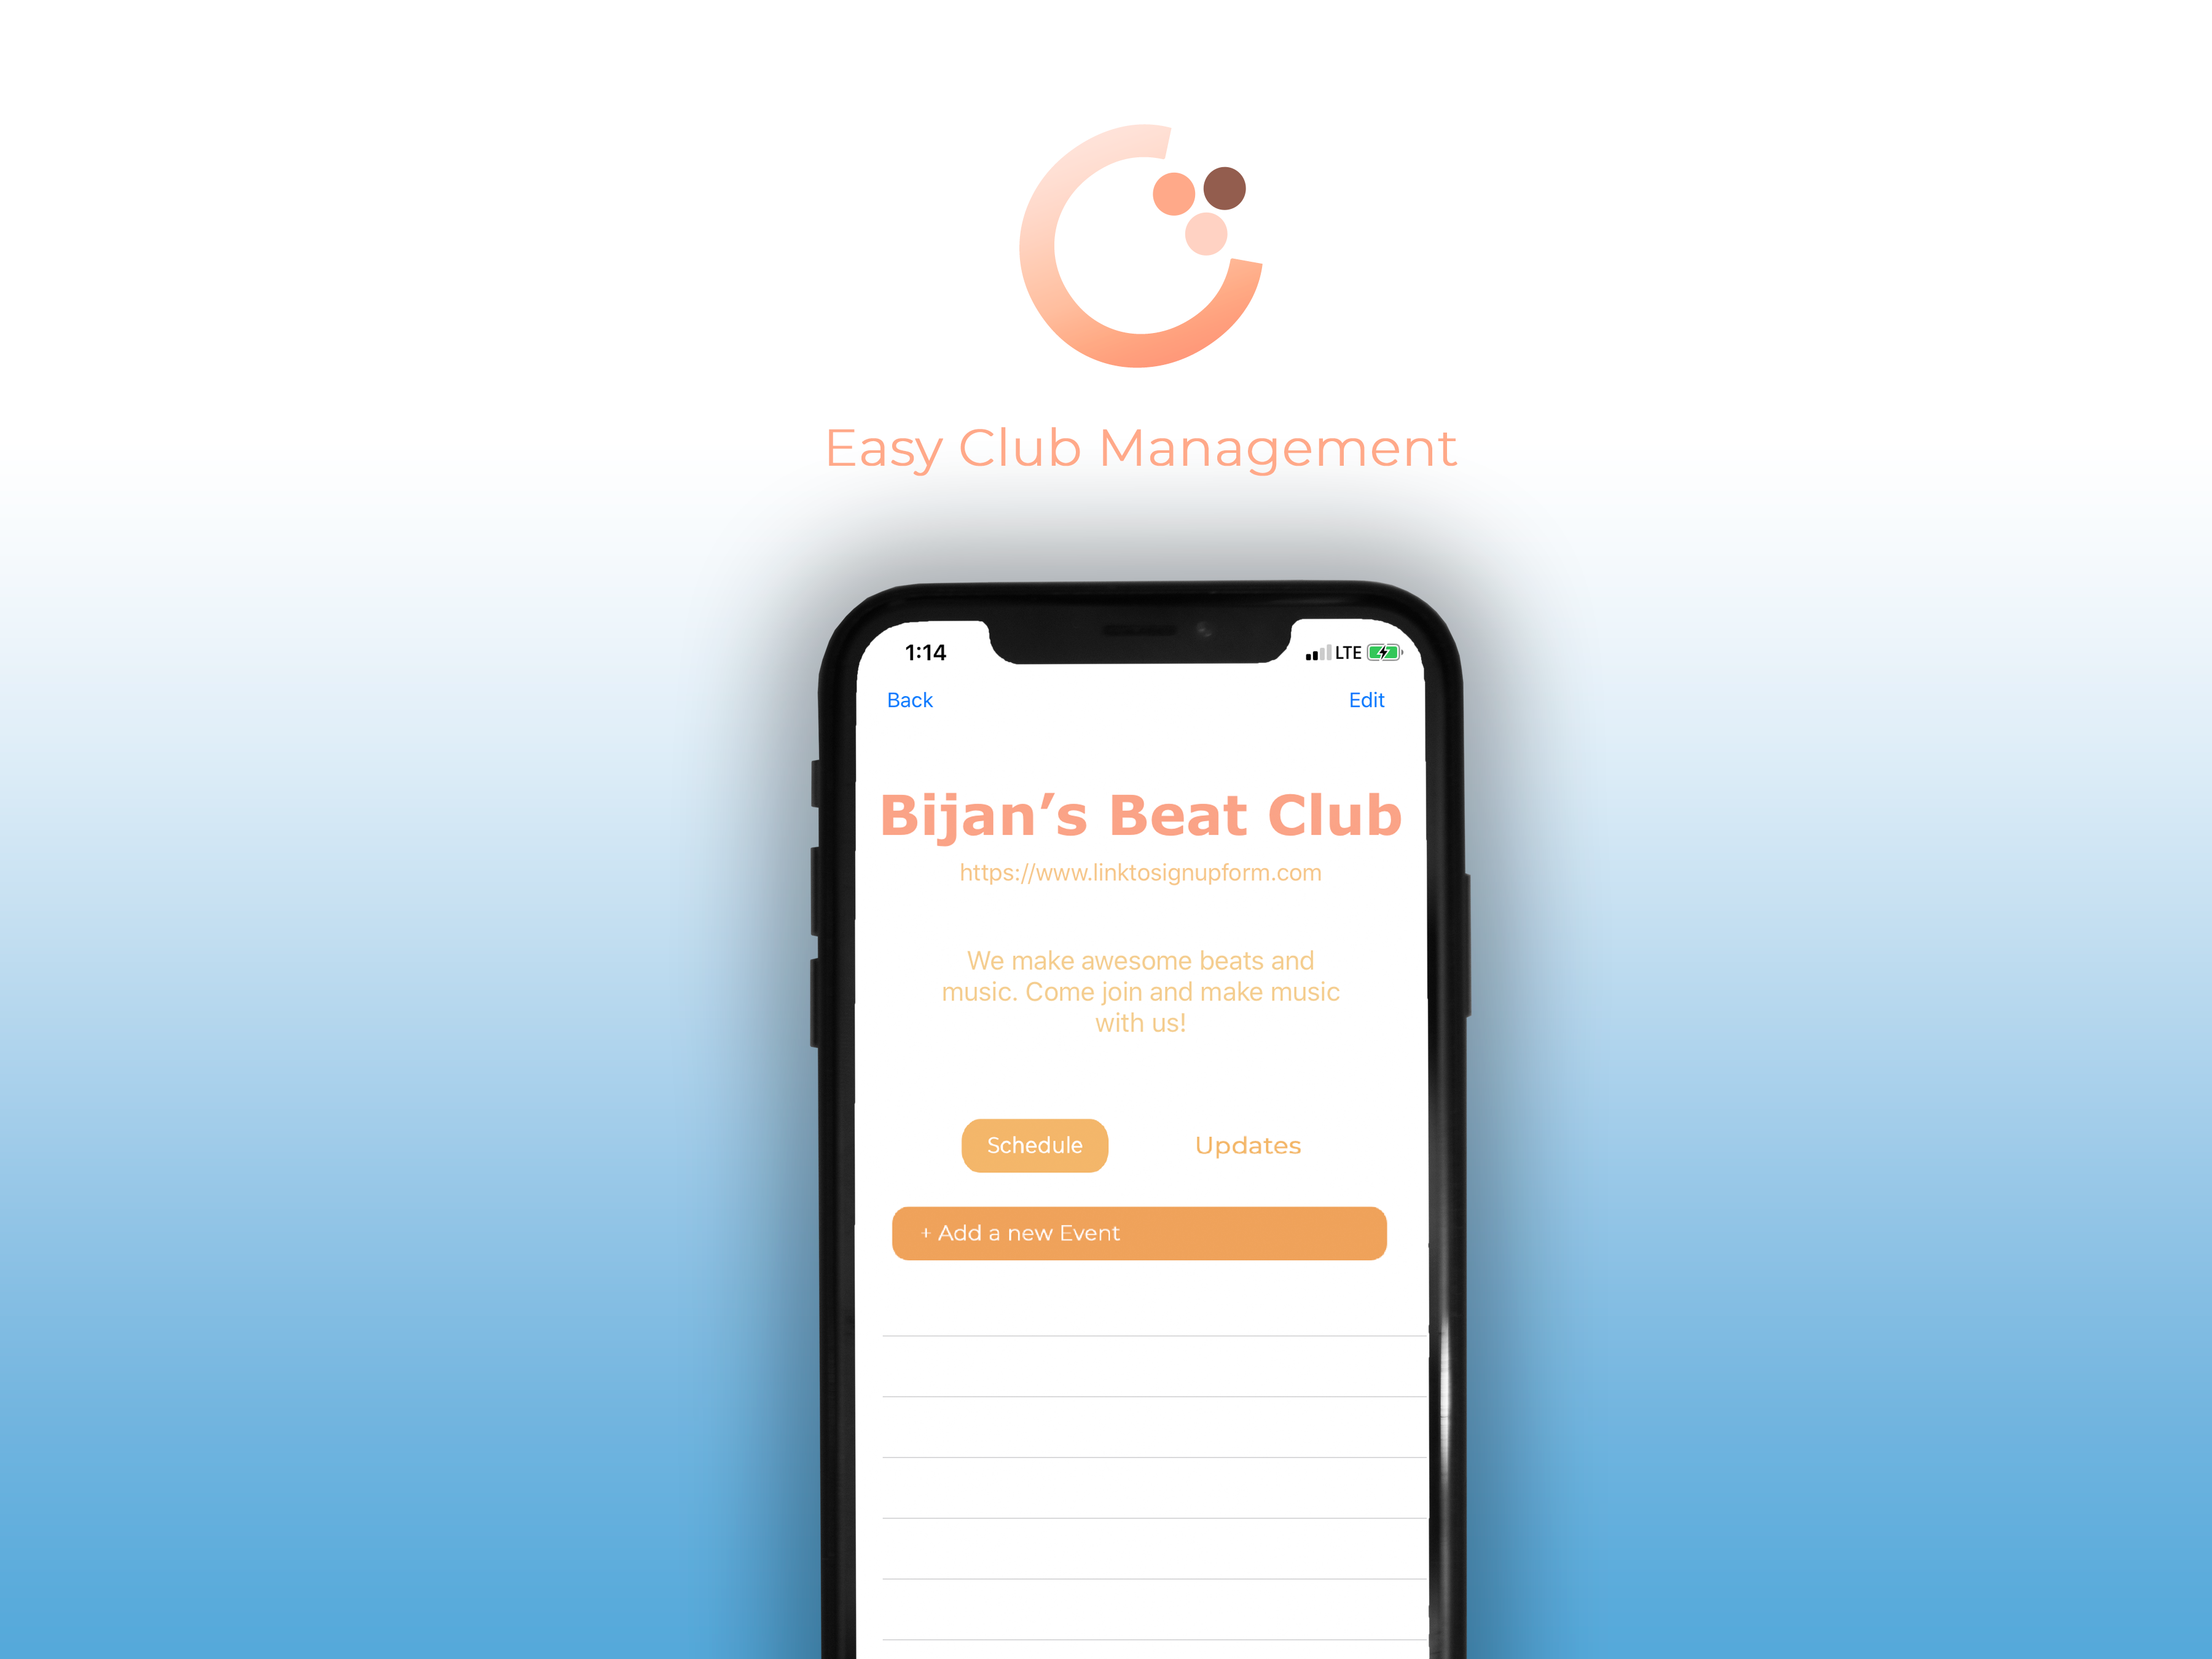 Easy Club Management
1:14
LTE
Back
Edit
Bijan’s Beat Club
https://www.linktosignupform.com
We make awesome beats and
music. Come join and make music
with us!
Schedule
Updates
+ Add a new Event